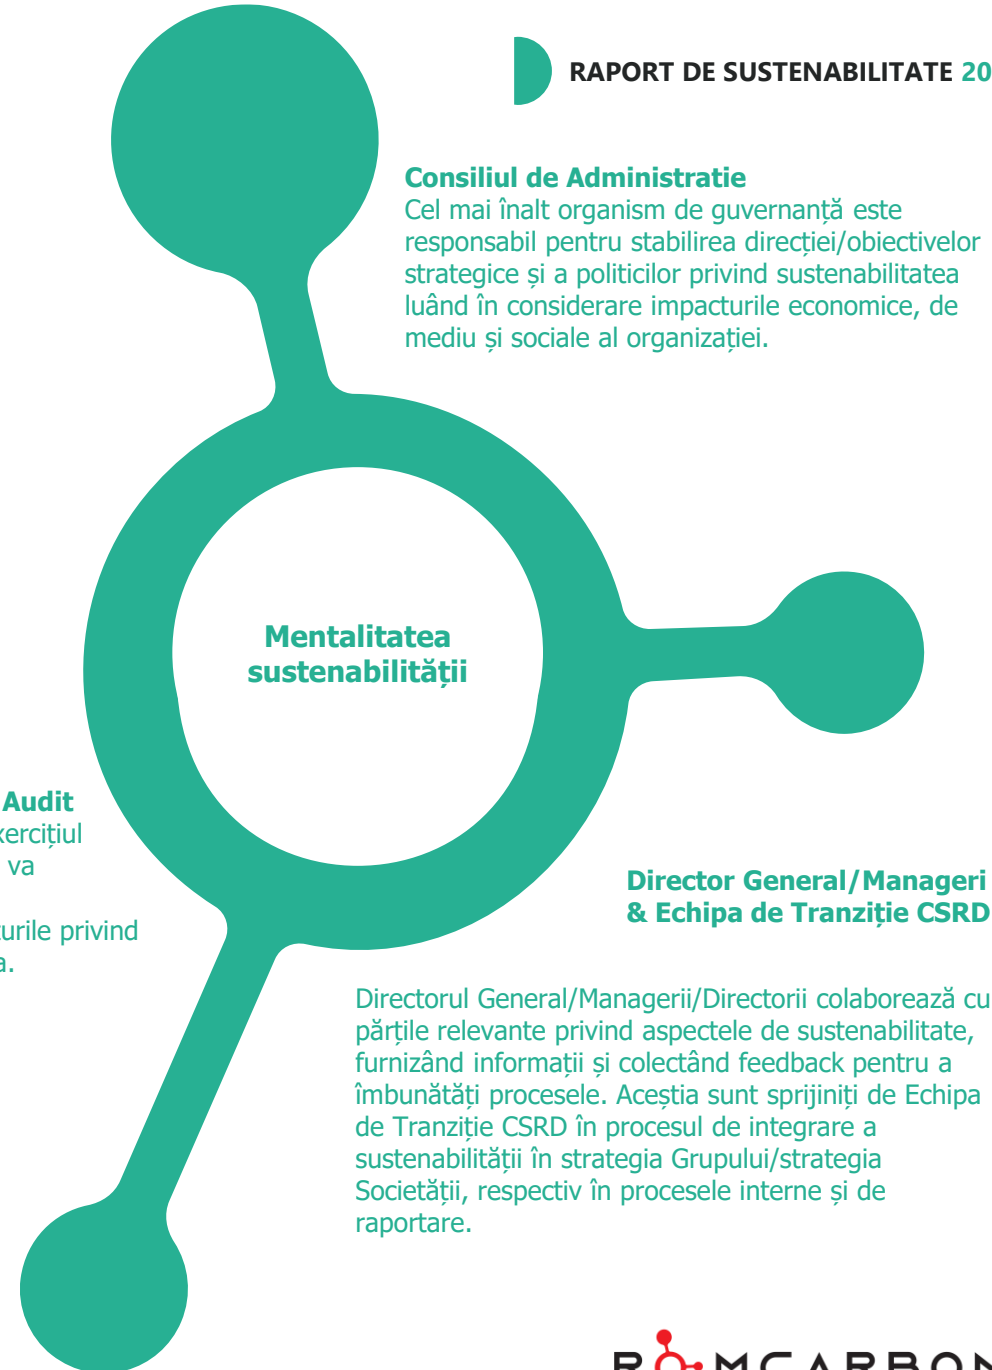 RAPORT DE SUSTENABILITATE 20
Consiliul de Administratie
Cel mai înalt organism de guvernanță este
responsabil pentru stabilirea direcției/obiectivelor
strategice și a politicilor privind sustenabilitatea
luând în considerare impacturile economice, de
mediu și sociale al organizației.
Mentalitatea
sustenabilității
Audit
va
privind
Director General/Manageri
& Echipa de Tranziție CSRD
Directorul General/Managerii/Directorii colaborează cu
părțile relevante privind aspectele de sustenabilitate,
furnizând informații și colectând feedback pentru a
îmbunătăți procesele. Aceștia sunt sprijiniți de Echipa
de Tranziție CSRD în procesul de integrare a
sustenabilității în strategia Grupului/strategia
Societății, respectiv în procesele interne și de
raportare.
ROMCARBON